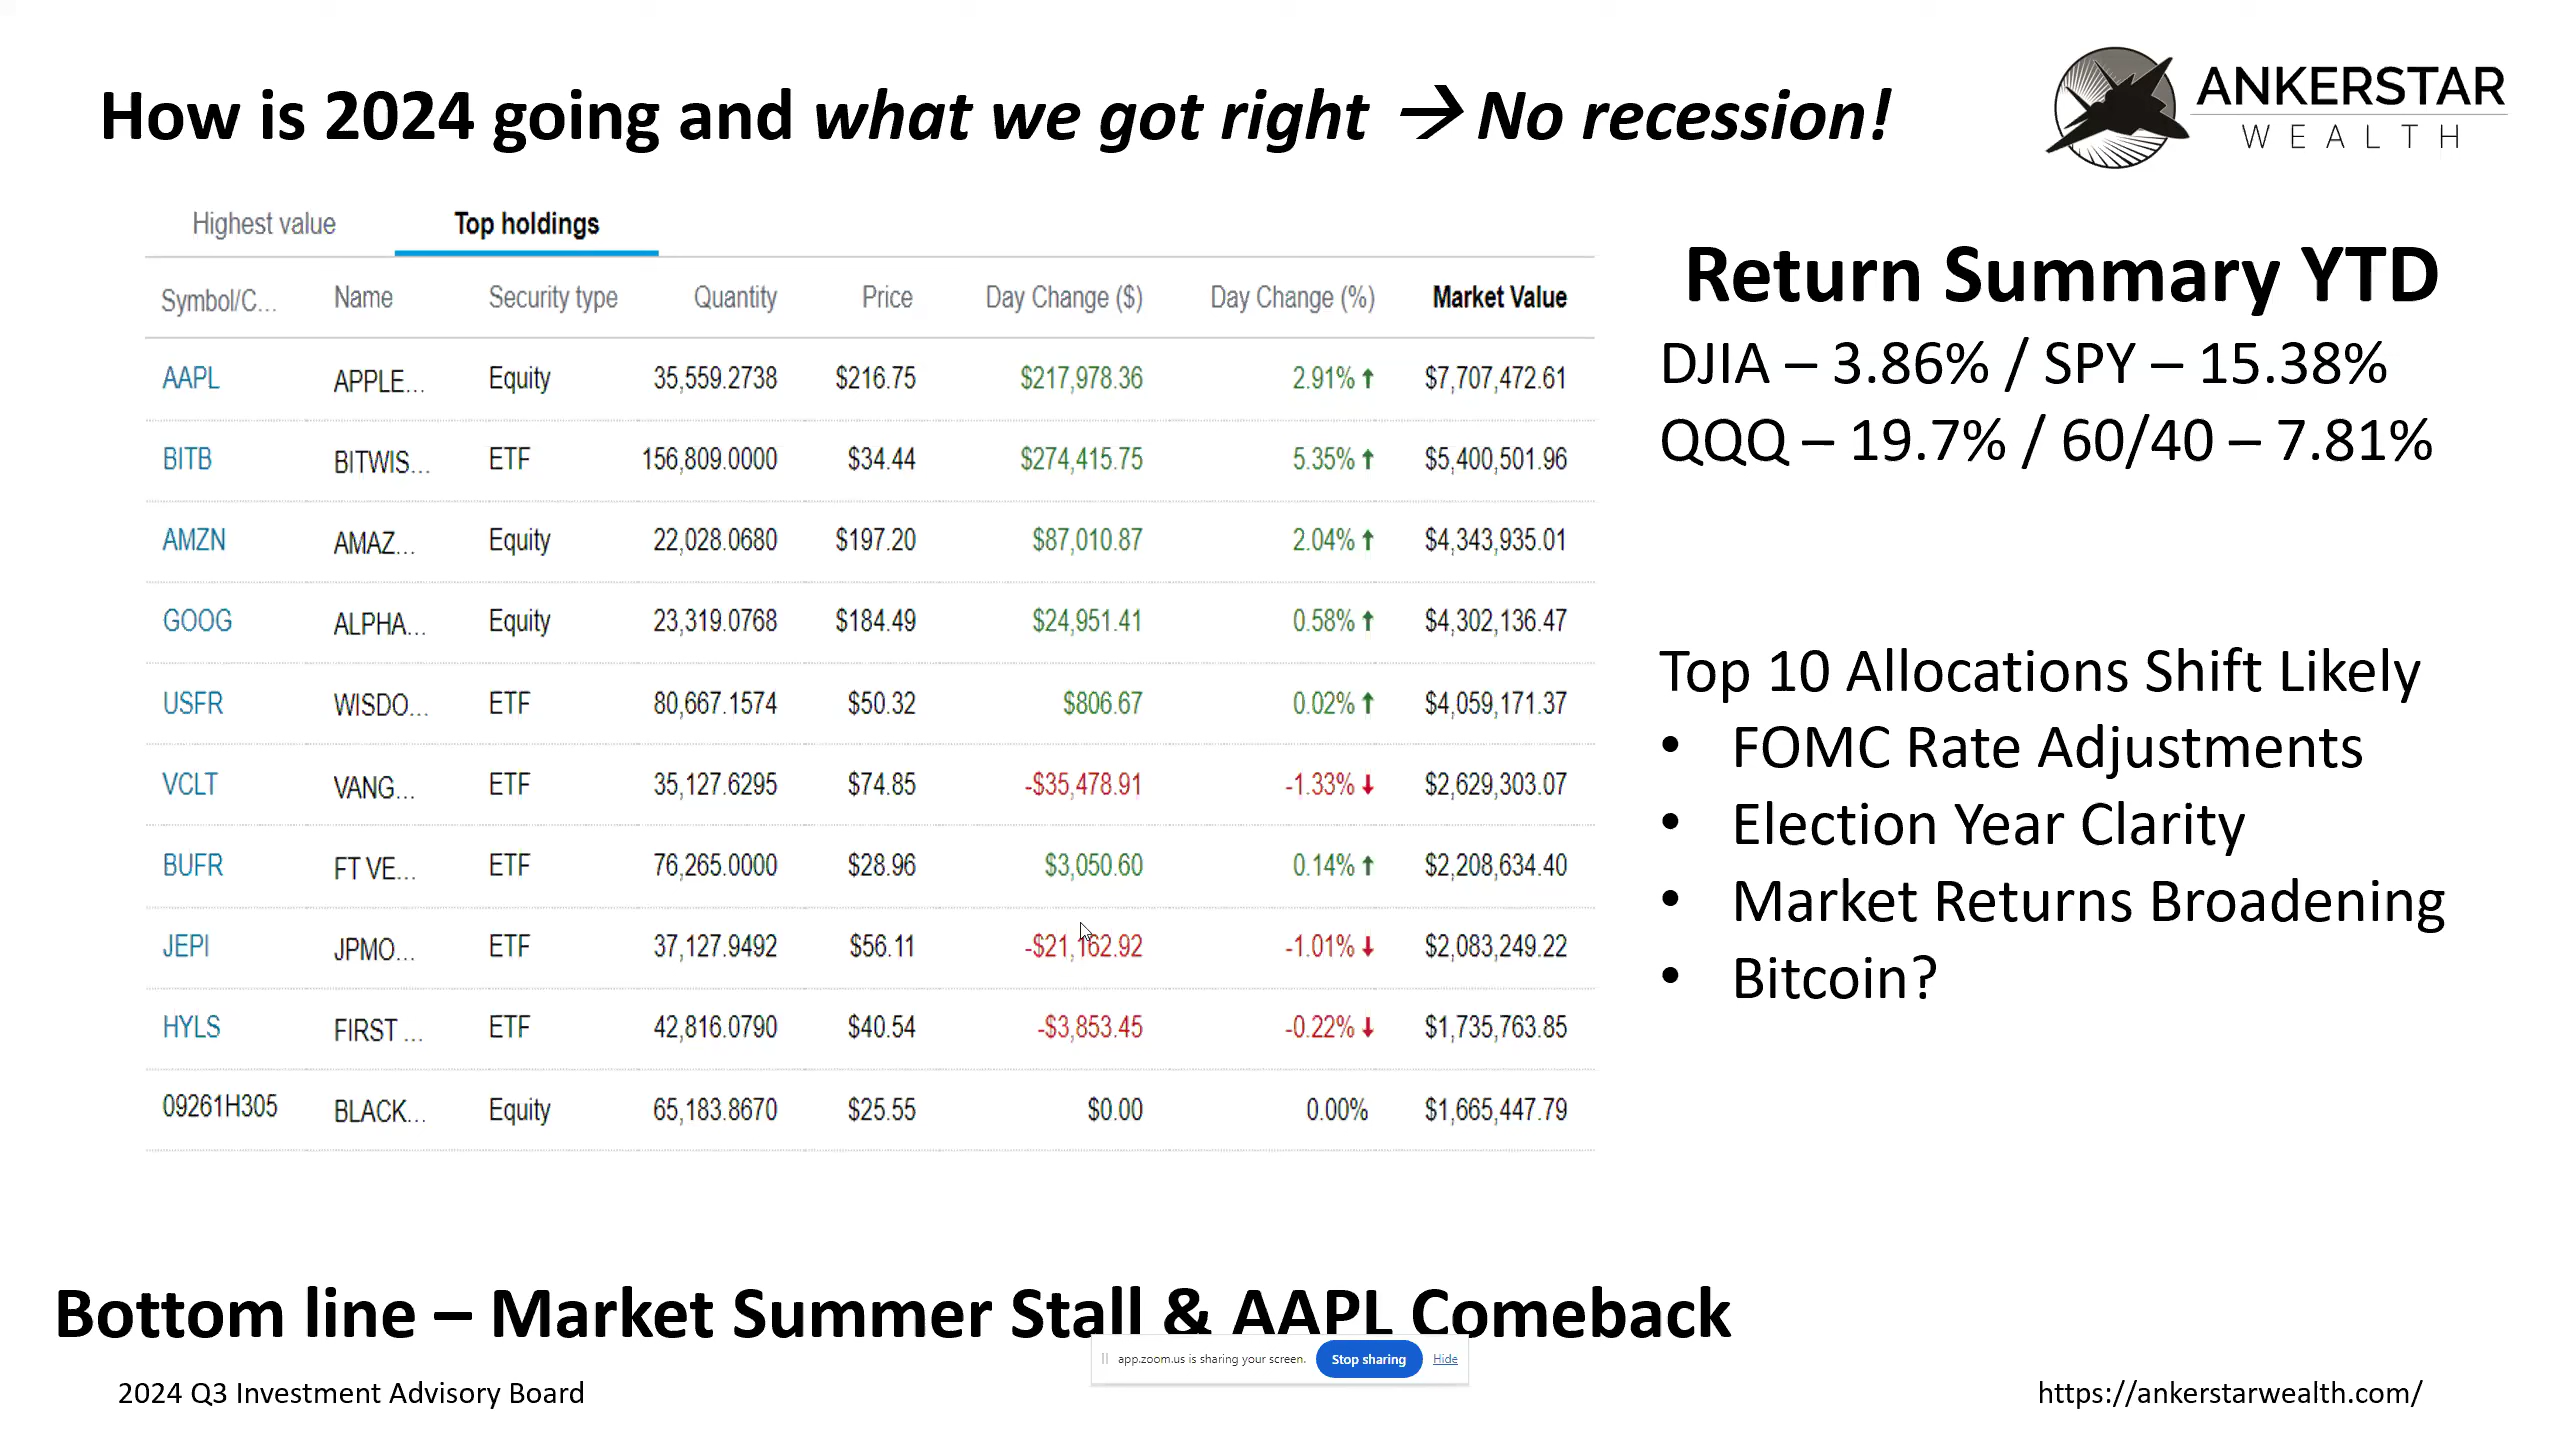 How is 2024 going and what we got right → No recession!
ANKERSTAR
WEALTH
Highest value Top holdings
Symbol/C... Name Security type Quantity Price Day Change ($) Day Change (%) Market Value
AAPL APPLE... Equity 35,559.2738 $216.75 $217,978.36 2.91% ↑ $7,707,472.61
BITB BITWIS... ETF 156,809.0000 $34.44 $274,415.75 5.35% ↑ $5,400,501.96
AMZN AMAZ... Equity 22,028.0680 $197.20 $87,010.87 2.04% ↑ $4,343,935.01
GOOG ALPHA... Equity 23,319.0768 $184.49 $24,951.41 0.58% ↑ $4,302,136.47
USFR WISDO... ETF 80,667.1574 $50.32 $806.67 0.02% ↑ $4,059,171.37
VCLT VANG... ETF 35,127.6295 $74.85 -$35,478.91 -1.33% ↓ $2,629,303.07
BUFR FT VE... ETF 76,265.0000 $28.96 $3,050.60 0.14% ↑ $2,208,634.40
JEPI JPMO... ETF 37,127.9492 $56.11 -$21,162.92 -1.01% ↓ $2,083,249.22
HYLS FIRST ... ETF 42,816.0790 $40.54 -$3,853.45 -0.22% ↓ $1,735,763.85
09261H305 BLACK... Equity 65,183.8670 $25.55 $0.00 0.00% $1,665,447.79
Return Summary YTD
DJIA – 3.86% / SPY – 15.38%
QQQ – 19.7% / 60/40 – 7.81%
Top 10 Allocations Shift Likely
• FOMC Rate Adjustments
• Election Year Clarity
• Market Returns Broadening
• Bitcoin?
Bottom line – Market Summer Stall & AAPL Comeback
app.zoom.us is sharing your screen. Stop sharing Hide
2024 Q3 Investment Advisory Board
https://ankerstarwealth.com/